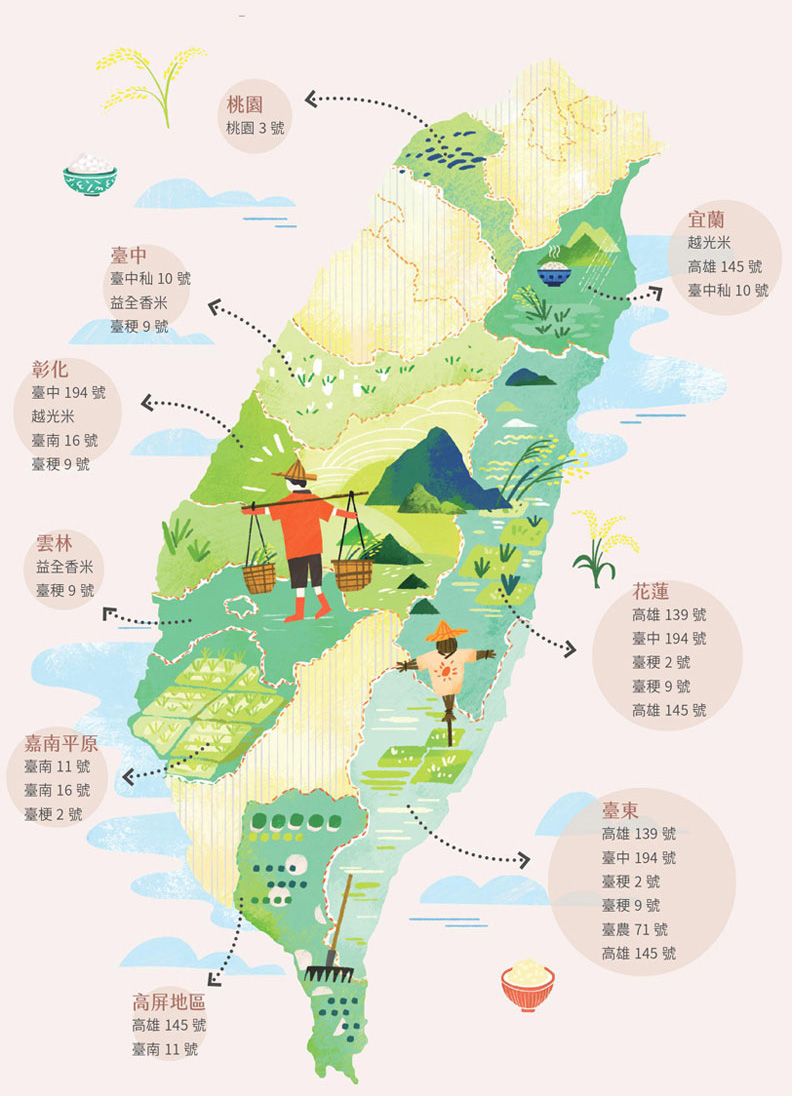 桃園
桃園 3 號
宜蘭
越光米
高雄 145 號
臺中秈 10 號
臺中
臺中秈 10 號
益全香米
臺稉 9 號
彰化
臺中 194 號
越光米
臺南 16 號
臺稉 9 號
雲林
益全香米
臺稉 9 號
花蓮
高雄 139 號
臺中 194 號
臺稉 2 號
臺稉 9 號
高雄 145 號
嘉南平原
臺南 11 號
臺南 16 號
臺梗 2 號
臺東
高雄 139 號
臺中 194 號
臺稉 2 號
臺稉 9 號
臺農 71 號
高雄 145 號
高屏地區
高雄 145 號
臺南 11 號